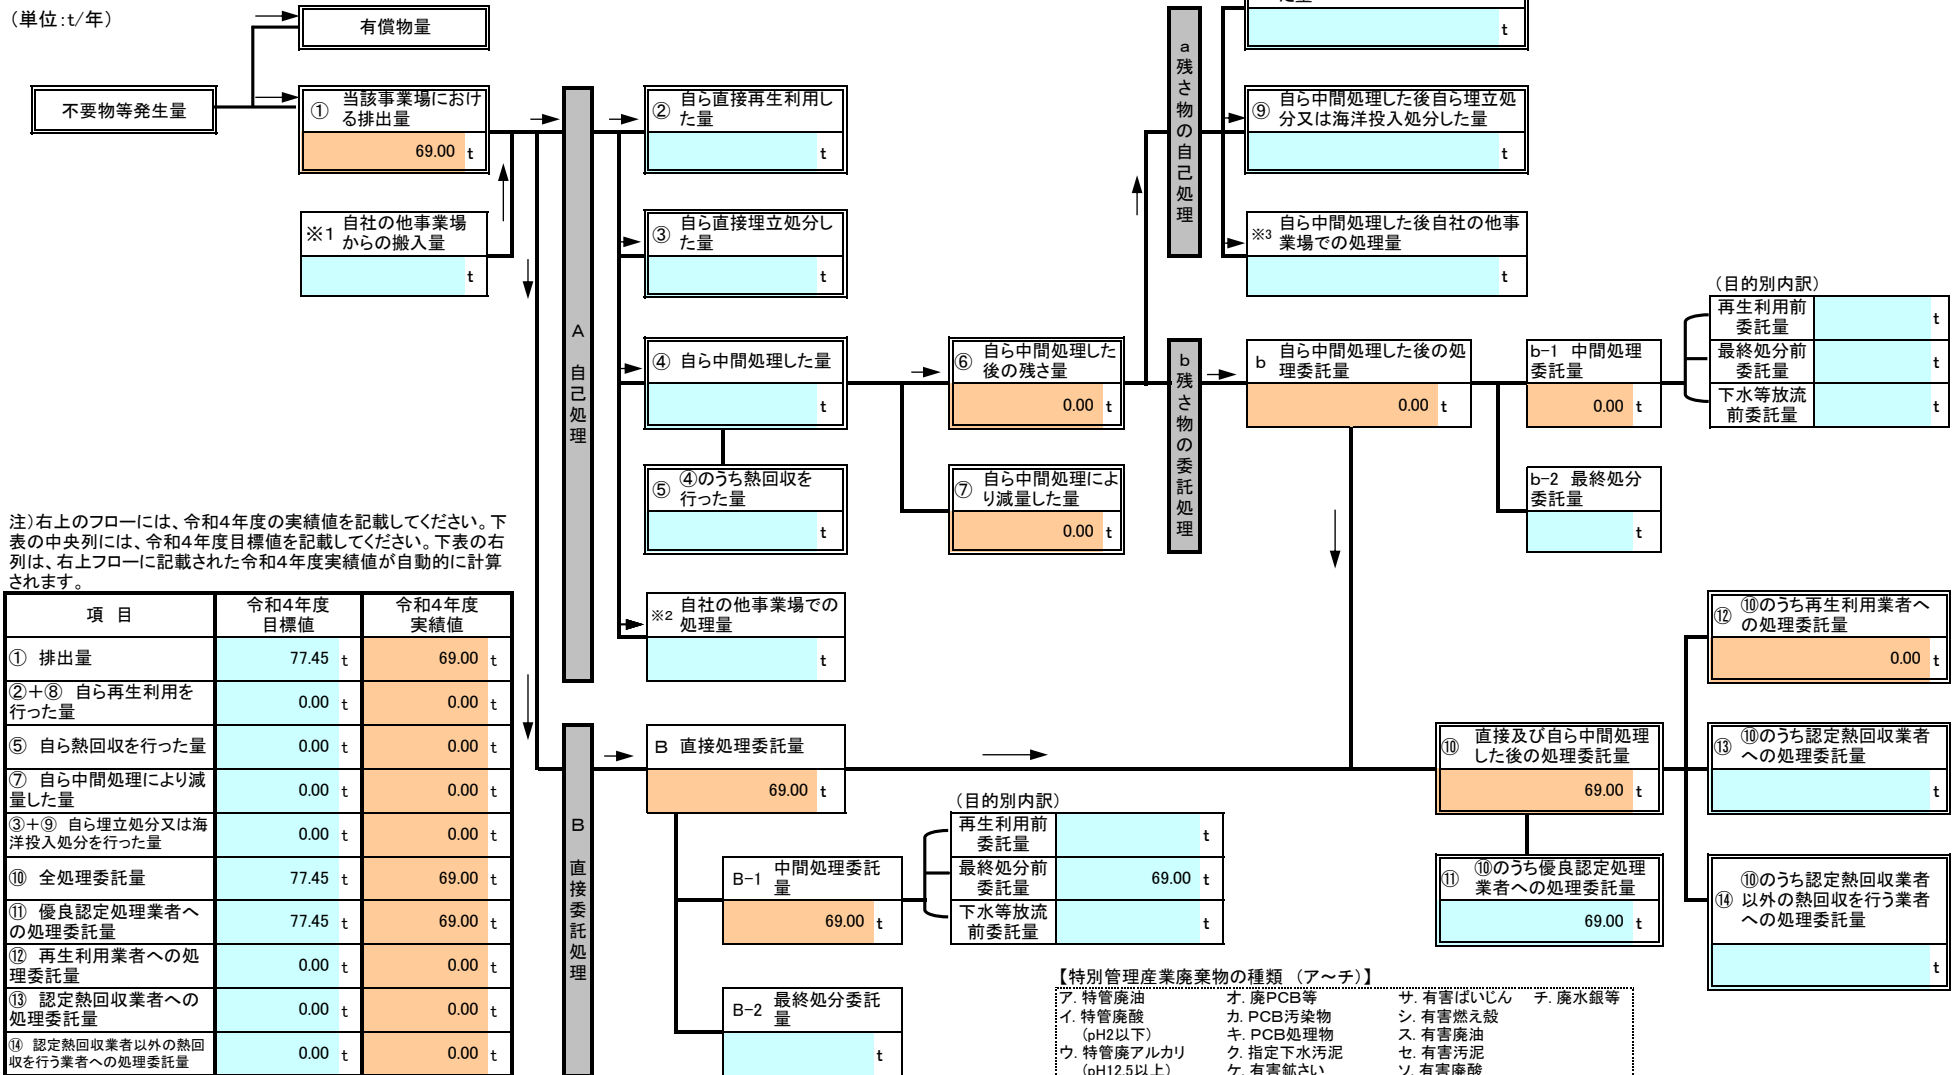 (単位:t/年)
有償物量
不要物等発生量
① 当該事業場におけ
る排出量
69.00 t
※1 自社の他事業場
からの搬入量
t
A 自己処理
② 自ら直接再生利用し
た量
t
③ 自ら直接埋立処分し
た量
t
④ 自ら中間処理した量
t
⑤ ④のうち熱回収を
行った量
t
※2 自社の他事業場での
処理量
t
⑥ 自ら中間処理した
後の残さ量
0.00 t
⑦ 自ら中間処理によ
り減量した量
0.00 t
a 残さ物の自己処理
t
⑨ 自ら中間処理した後自ら埋立処
分又は海洋投入処分した量
t
※3 自ら中間処理した後自社の他事
業場での処理量
t
b 残さ物の委託処理
b 自ら中間処理した後の処
理委託量
0.00 t
b-1 中間処理
委託量
0.00 t
b-2 最終処分
委託量
t
(目的別内訳)
再生利用前
委託量
t
最終処分前
委託量
t
下水等放流
前委託量
t
注)右上のフローには、令和4年度の実績値を記載してください。下
表の中央列には、令和4年度目標値を記載してください。下表の右
列は、右上フローに記載された令和4年度実績値が自動的に計算
されます。
項 目
令和4年度
目標値
令和4年度
実績値
① 排出量
77.45 t 69.00 t
②+⑧ 自ら再生利用を
行った量
0.00 t 0.00 t
⑤ 自ら熱回収を行った量
0.00 t 0.00 t
⑦ 自ら中間処理により減
量した量
0.00 t 0.00 t
③+⑨ 自ら埋立処分又は海
洋投入処分を行った量
0.00 t 0.00 t
⑩ 全処理委託量
77.45 t 69.00 t
⑪ 優良認定処理業者へ
の処理委託量
77.45 t 69.00 t
⑫ 再生利用業者への処
理委託量
0.00 t 0.00 t
⑬ 認定熱回収業者への
処理委託量
0.00 t 0.00 t
⑭ 認定熱回収業者以外の熱回
収を行う業者への処理委託量
0.00 t 0.00 t
B 直接委託処理
B 直接処理委託量
69.00 t
B-1 中間処理委託
量
69.00 t
B-2 最終処分委託
量
t
(目的別内訳)
再生利用前
委託量
t
最終処分前
委託量
69.00 t
下水等放流
前委託量
t
⑩ 直接及び自ら中間処理
した後の処理委託量
69.00 t
⑪ ⑩のうち優良認定処理
業者への処理委託量
69.00 t
⑫ ⑩のうち再生利用業者へ
の処理委託量
0.00 t
⑬ ⑩のうち認定熱回収業者
への処理委託量
t
⑭ ⑩のうち認定熱回収業者
以外の熱回収を行う業者
への処理委託量
t
【特別管理産業廃棄物の種類 (ア~チ)】
ア. 特管廃油 オ. 廃PCB等 サ. 有害ばいじん チ. 廃水銀等
イ. 特管廃酸 カ. PCB汚染物 シ. 有害燃え殻
(pH2以下) キ. PCB処理物 ス. 有害廃油
ウ. 特管廃アルカリ ク. 指定下水汚泥 セ. 有害汚泥
(pH12.5以上) ケ. 有害鉱さい ソ. 有害廃酸